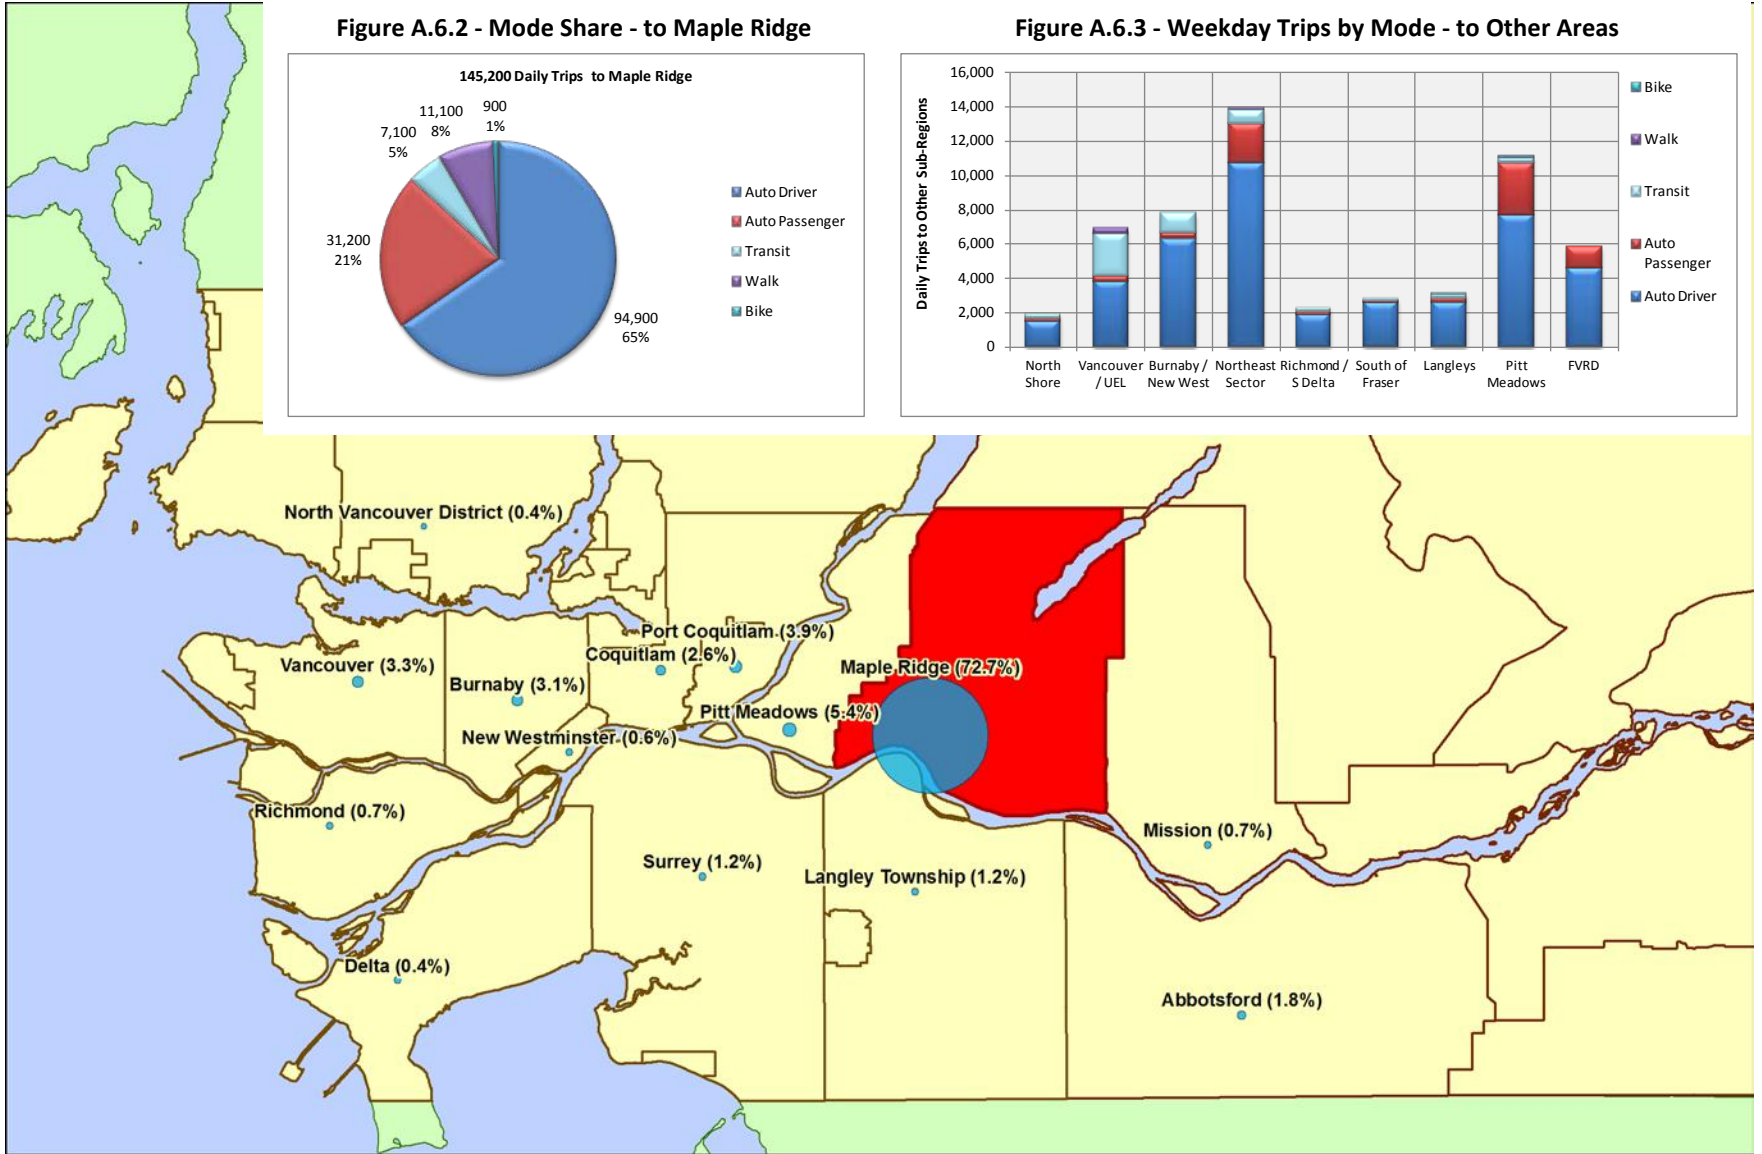 Figure A.6.2 - Mode Share - to Maple Ridge
145,200 Daily Trips to Maple Ridge
900
1%
11,100
8%
7,100
5%
31,200
21%
94,900
65%
Auto Driver
Auto Passenger
Transit
Walk
Bike
Figure A.6.3 - Weekday Trips by Mode - to Other Areas
Daily Trips to Other Sub-Regions
16,000
14,000
12,000
10,000
8,000
6,000
4,000
2,000
0
North
Shore
Vancouver
/ UEL
Burnaby /
New West
Northeast
Sector
Richmond /
S Delta
South of
Fraser
Langleys
Pitt
Meadows
FVRD
Bike
Walk
Transit
Auto
Passenger
Auto Driver
North Vancouver District (0.4%)
Port Coquitlam (3.9%)
Coquitlam (2.6%)
Vancouver (3.3%)
Maple Ridge (72.7%)
Burnaby (3.1%)
Pitt Meadows (5.4%)
New Westminster (0.6%)
Richmond (0.7%)
Mission (0.7%)
Surrey (1.2%)
Langley Township (1.2%)
Delta (0.4%)
Abbotsford (1.8%)